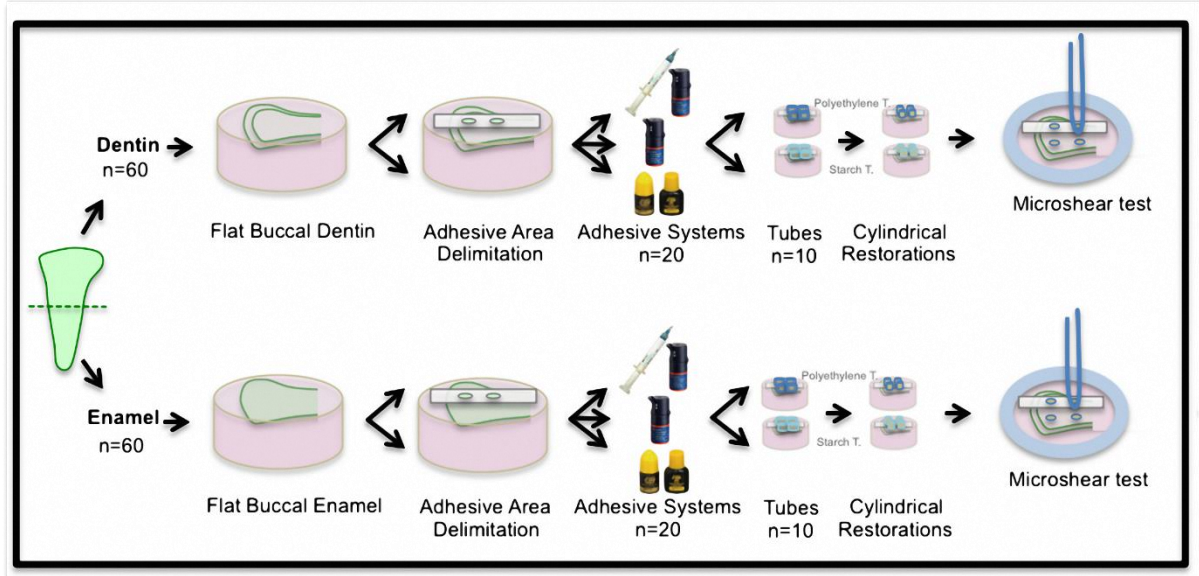 Dentin
n=60
Flat Buccal Dentin
Adhesive Area
Delimitation
Adhesive Systems
n=20
Polyethylene T.
Starch T.
Tubes
n=10
Cylindrical
Restorations
Microshear test
Enamel
n=60
Flat Buccal Enamel
Adhesive Area
Delimitation
Adhesive Systems
n=20
Polyethylene T.
Starch T.
Tubes
n=10
Cylindrical
Restorations
Microshear test